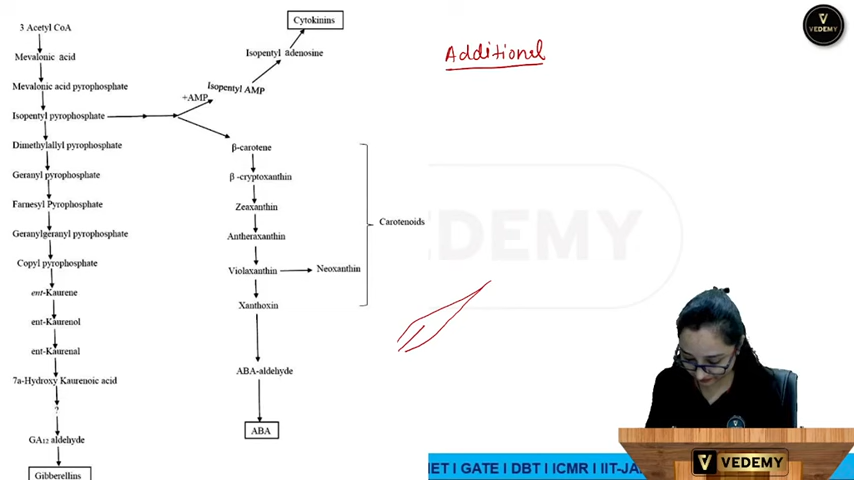 3 Acetyl CoA
Mevalonic acid
Mevalonic acid pyrophosphate
Isopentyl pyrophosphate
Dimethylallyl pyrophosphate
Geranyl pyrophosphate
Farnesyl Pyrophosphate
Geranylgeranyl pyrophosphate
Copyl pyrophosphate
ent-Kaurene
ent-Kaurenol
ent-Kaurenal
7a-Hydroxy Kaurenoic acid
?
GA12 aldehyde
Gibberellins
+AMP
Isopentyl AMP
Isopentyl adenosine
Cytokinins
β-carotene
β -cryptoxanthin
Zeaxanthin
Antheraxanthin
Violaxanthin
Neoxanthin
Xanthoxin
Carotenoids
ABA-aldehyde
ABA
Additional
VEDEMY
EDEMY
VEDEMY
NET I GATE I DBT I ICMR I IIT-JA